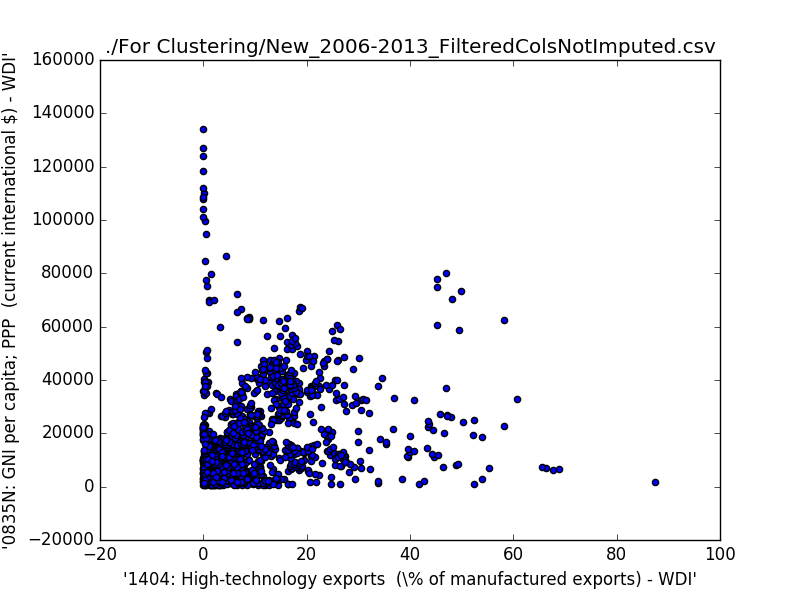 ./For Clustering/New_2006-2013_FilteredColsNotImputed.csv
'0835N: GNI per capita; PPP  (current international $) - WDI'
160000
140000
120000
100000
80000
60000
40000
20000
0
−20000
−20 0 20 40 60 80 100
'1404: High-technology exports  (\% of manufactured exports) - WDI'